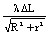 λ ΔL
√R² + r²